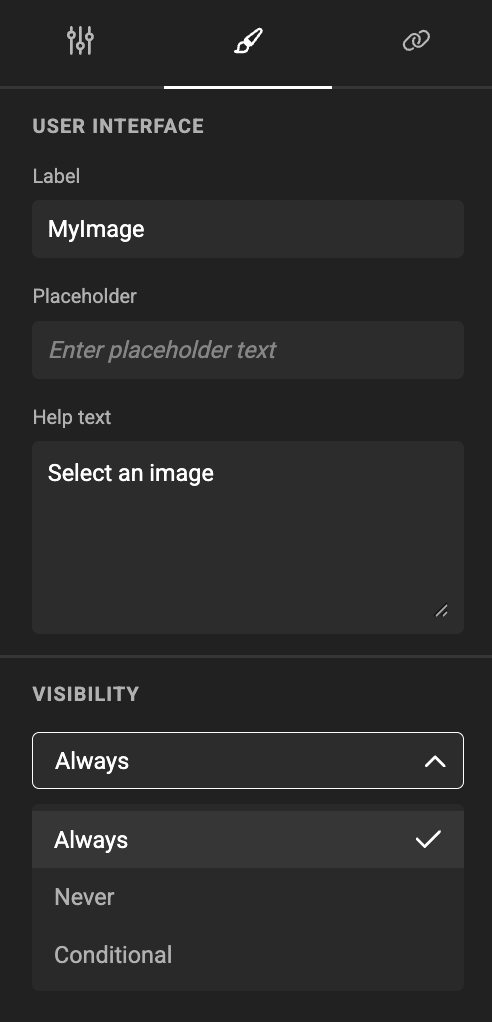 USER INTERFACE
Label
MyImage
Placeholder
Enter placeholder text
Help text
Select an image
VISIBILITY
Always
Always
Never
Conditional